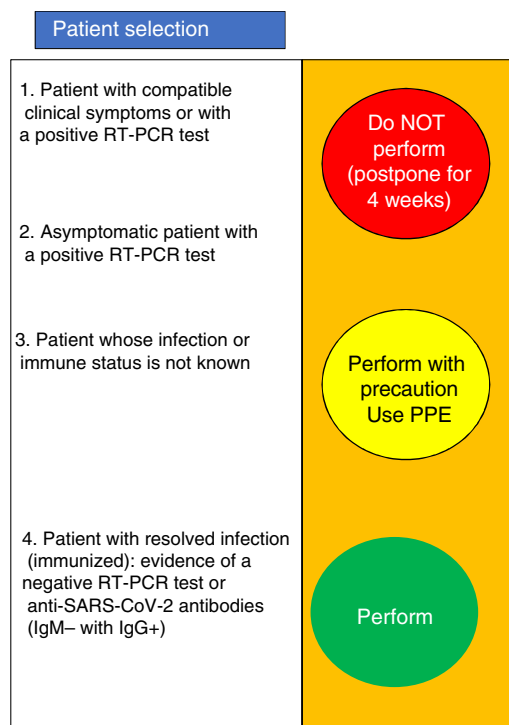 Patient selection
1. Patient with compatible
clinical symptoms or with
a positive RT-PCR test
Do NOT
perform
(postpone for
4 weeks)
2. Asymptomatic patient with
a positive RT-PCR test
3. Patient whose infection or
immune status is not known
Perform with
precaution
Use PPE
4. Patient with resolved infection
(immunized): evidence of a
negative RT-PCR test or
anti-SARS-CoV-2 antibodies
(IgM– with IgG+)
Perform